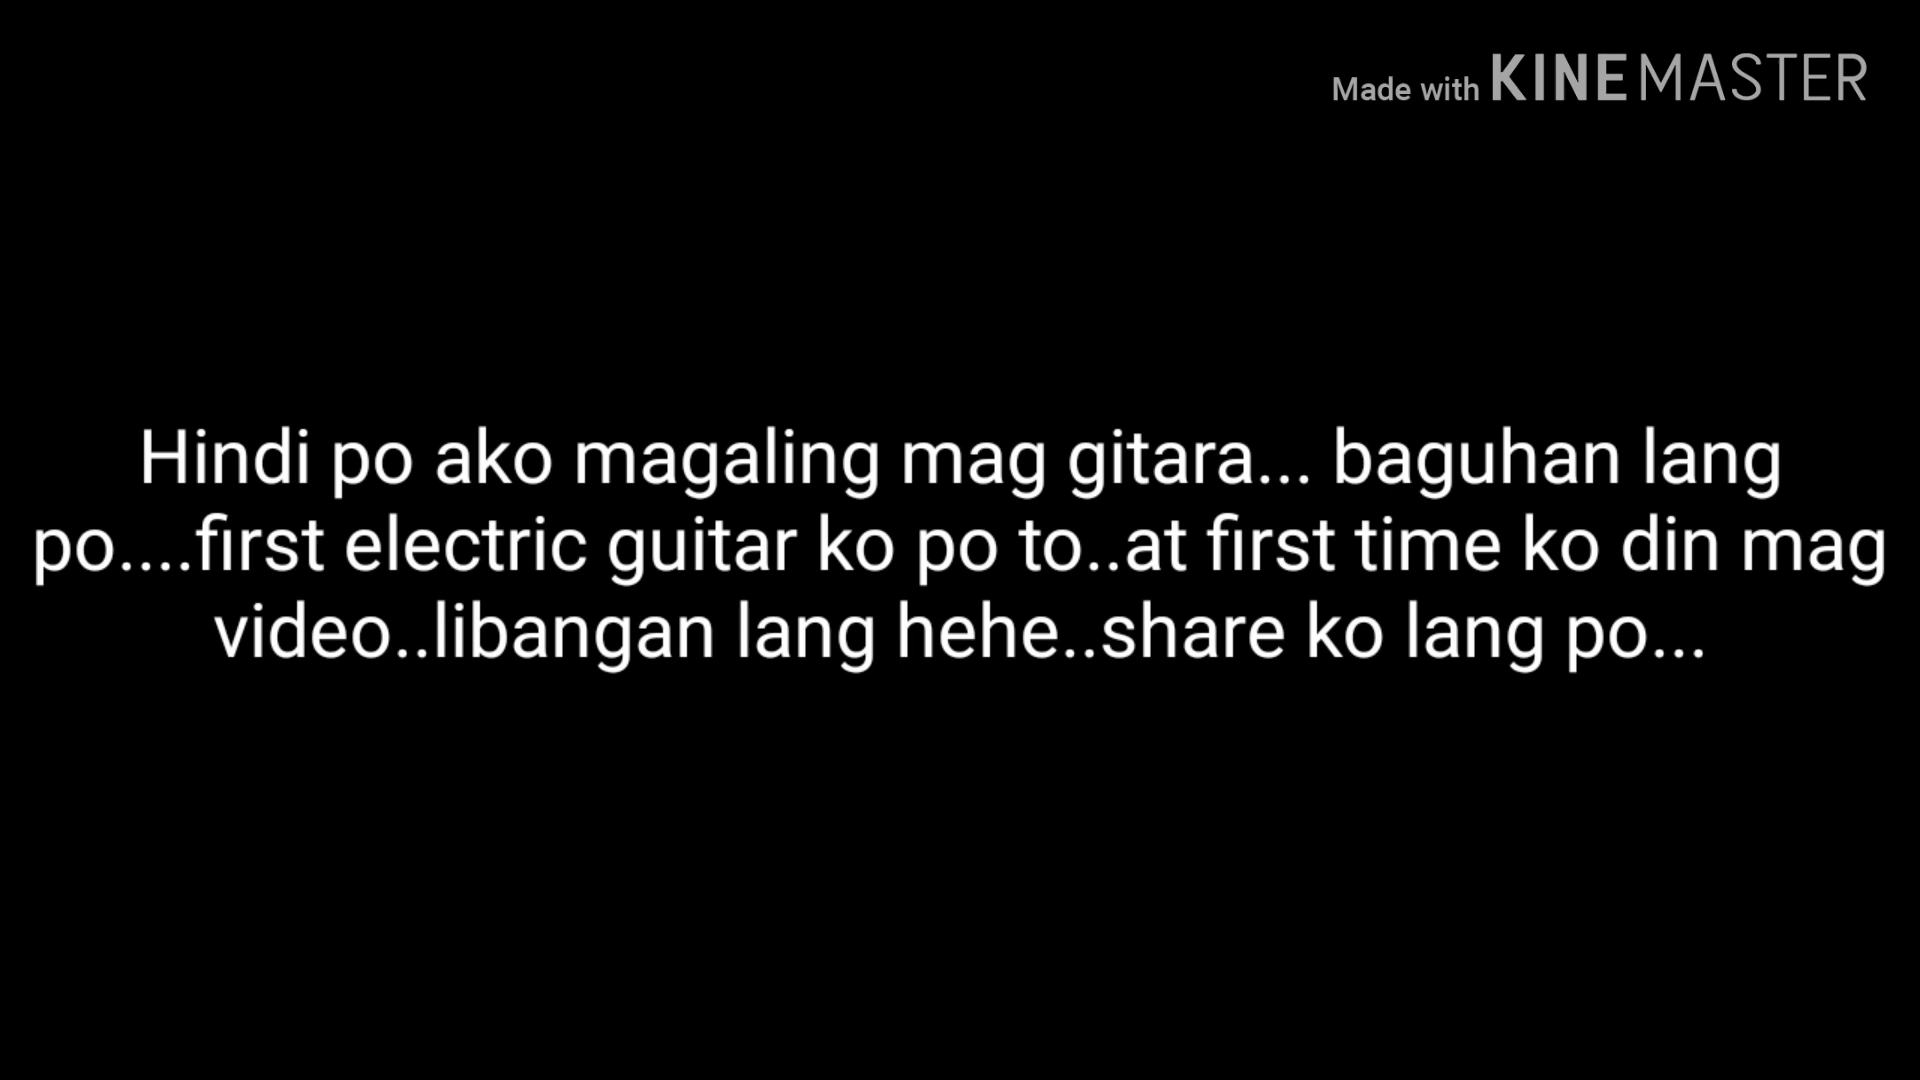 Made with KINEMASTER
Hindi po ako magaling mag gitara... baguhan lang
po....first electric guitar ko po to..at first time ko din mag
video..libangan lang hehe..share ko lang po...